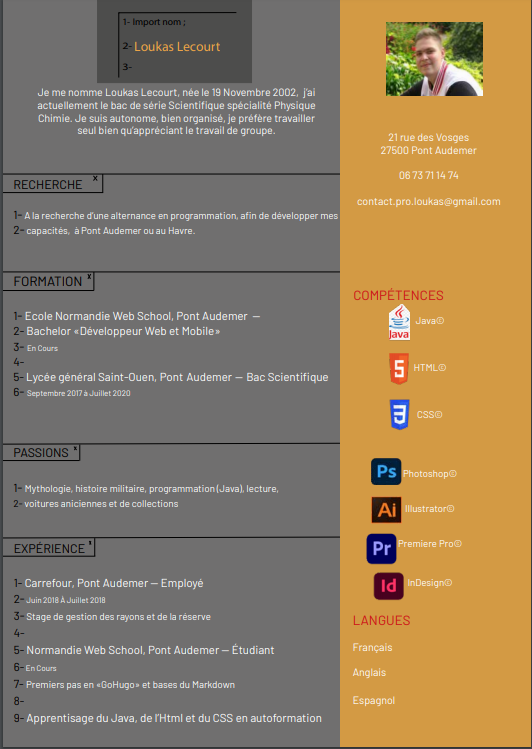 1- Import nom ;
2- Loukas Lecourt
3-
Je me nomme Loukas Lecourt, née le 19 Novembre 2002, j'ai
actuellement le bac de série Scientifique spécialité Physique
Chimie. Je suis autonome, bien organisé, je préfère travailler
seul bien qu'appréciant le travail de groupe.
RECHERCHE x
1- A la recherche d'une alternance en programmation, afin de développer mes
2- capacités, à Pont Audemer ou au Havre.
FORMATION x
1- Ecole Normandie Web School, Pont Audemer —
2- Bachelor «Développeur Web et Mobile»
3- En Cours
4-
5- Lycée général Saint-Ouen, Pont Audemer — Bac Scientifique
6- Septembre 2017 à Juillet 2020
PASSIONS x
1- Mythologie, histoire militaire, programmation (Java), lecture,
2- voitures aniciennes et de collections
EXPÉRIENCE x
1- Carrefour, Pont Audemer — Employé
2- Juin 2018 À Juillet 2018
3- Stage de gestion des rayons et de la réserve
4-
5- Normandie Web School, Pont Audemer — Étudiant
6- En Cours
7- Premiers pas en «GoHugo» et bases du Markdown
8-
9- Apprentisage du Java, de l'Html et du CSS en autoformation
21 rue des Vosges
27500 Pont Audemer
06 73 71 14 74
contact.pro.loukas@gmail.com
COMPÉTENCES
Java Java©
5 HTML©
3 CSS©
Ps Photoshop©
Ai Illustrator©
Pr Premiere Pro©
Id InDesign©
LANGUES
Français
Anglais
Espagnol